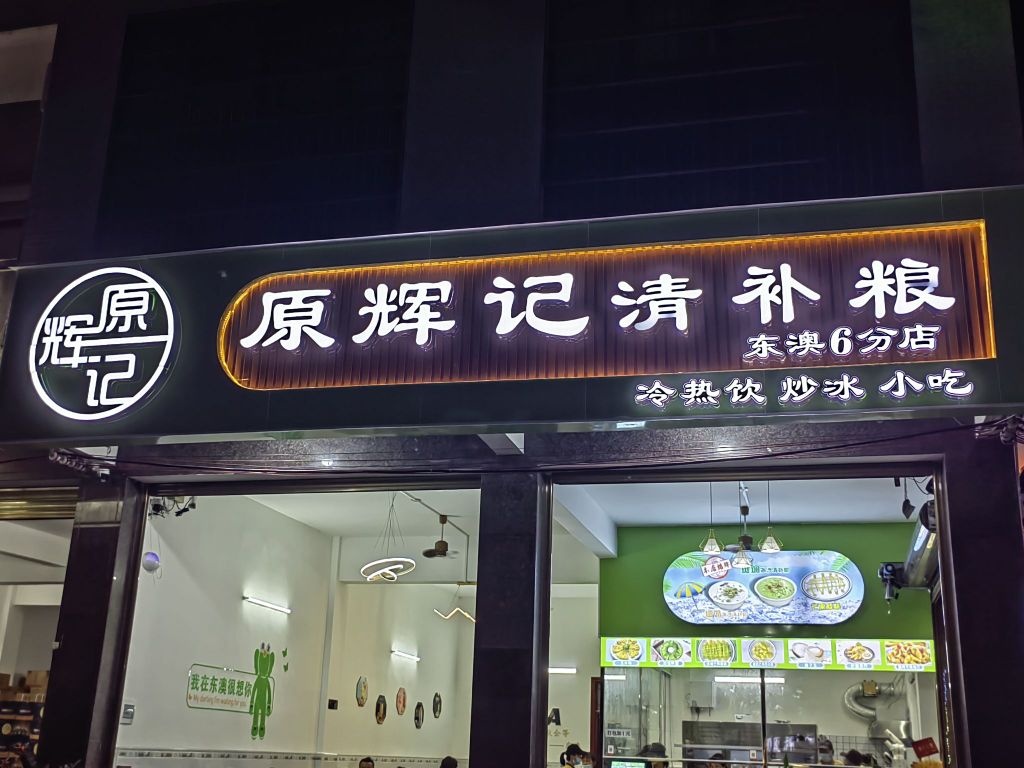 原
辉
记
原辉记清补粮
东澳6分店
冷热饮 炒冰 小吃
我在东澳很想你
My darling I'm waiting for you